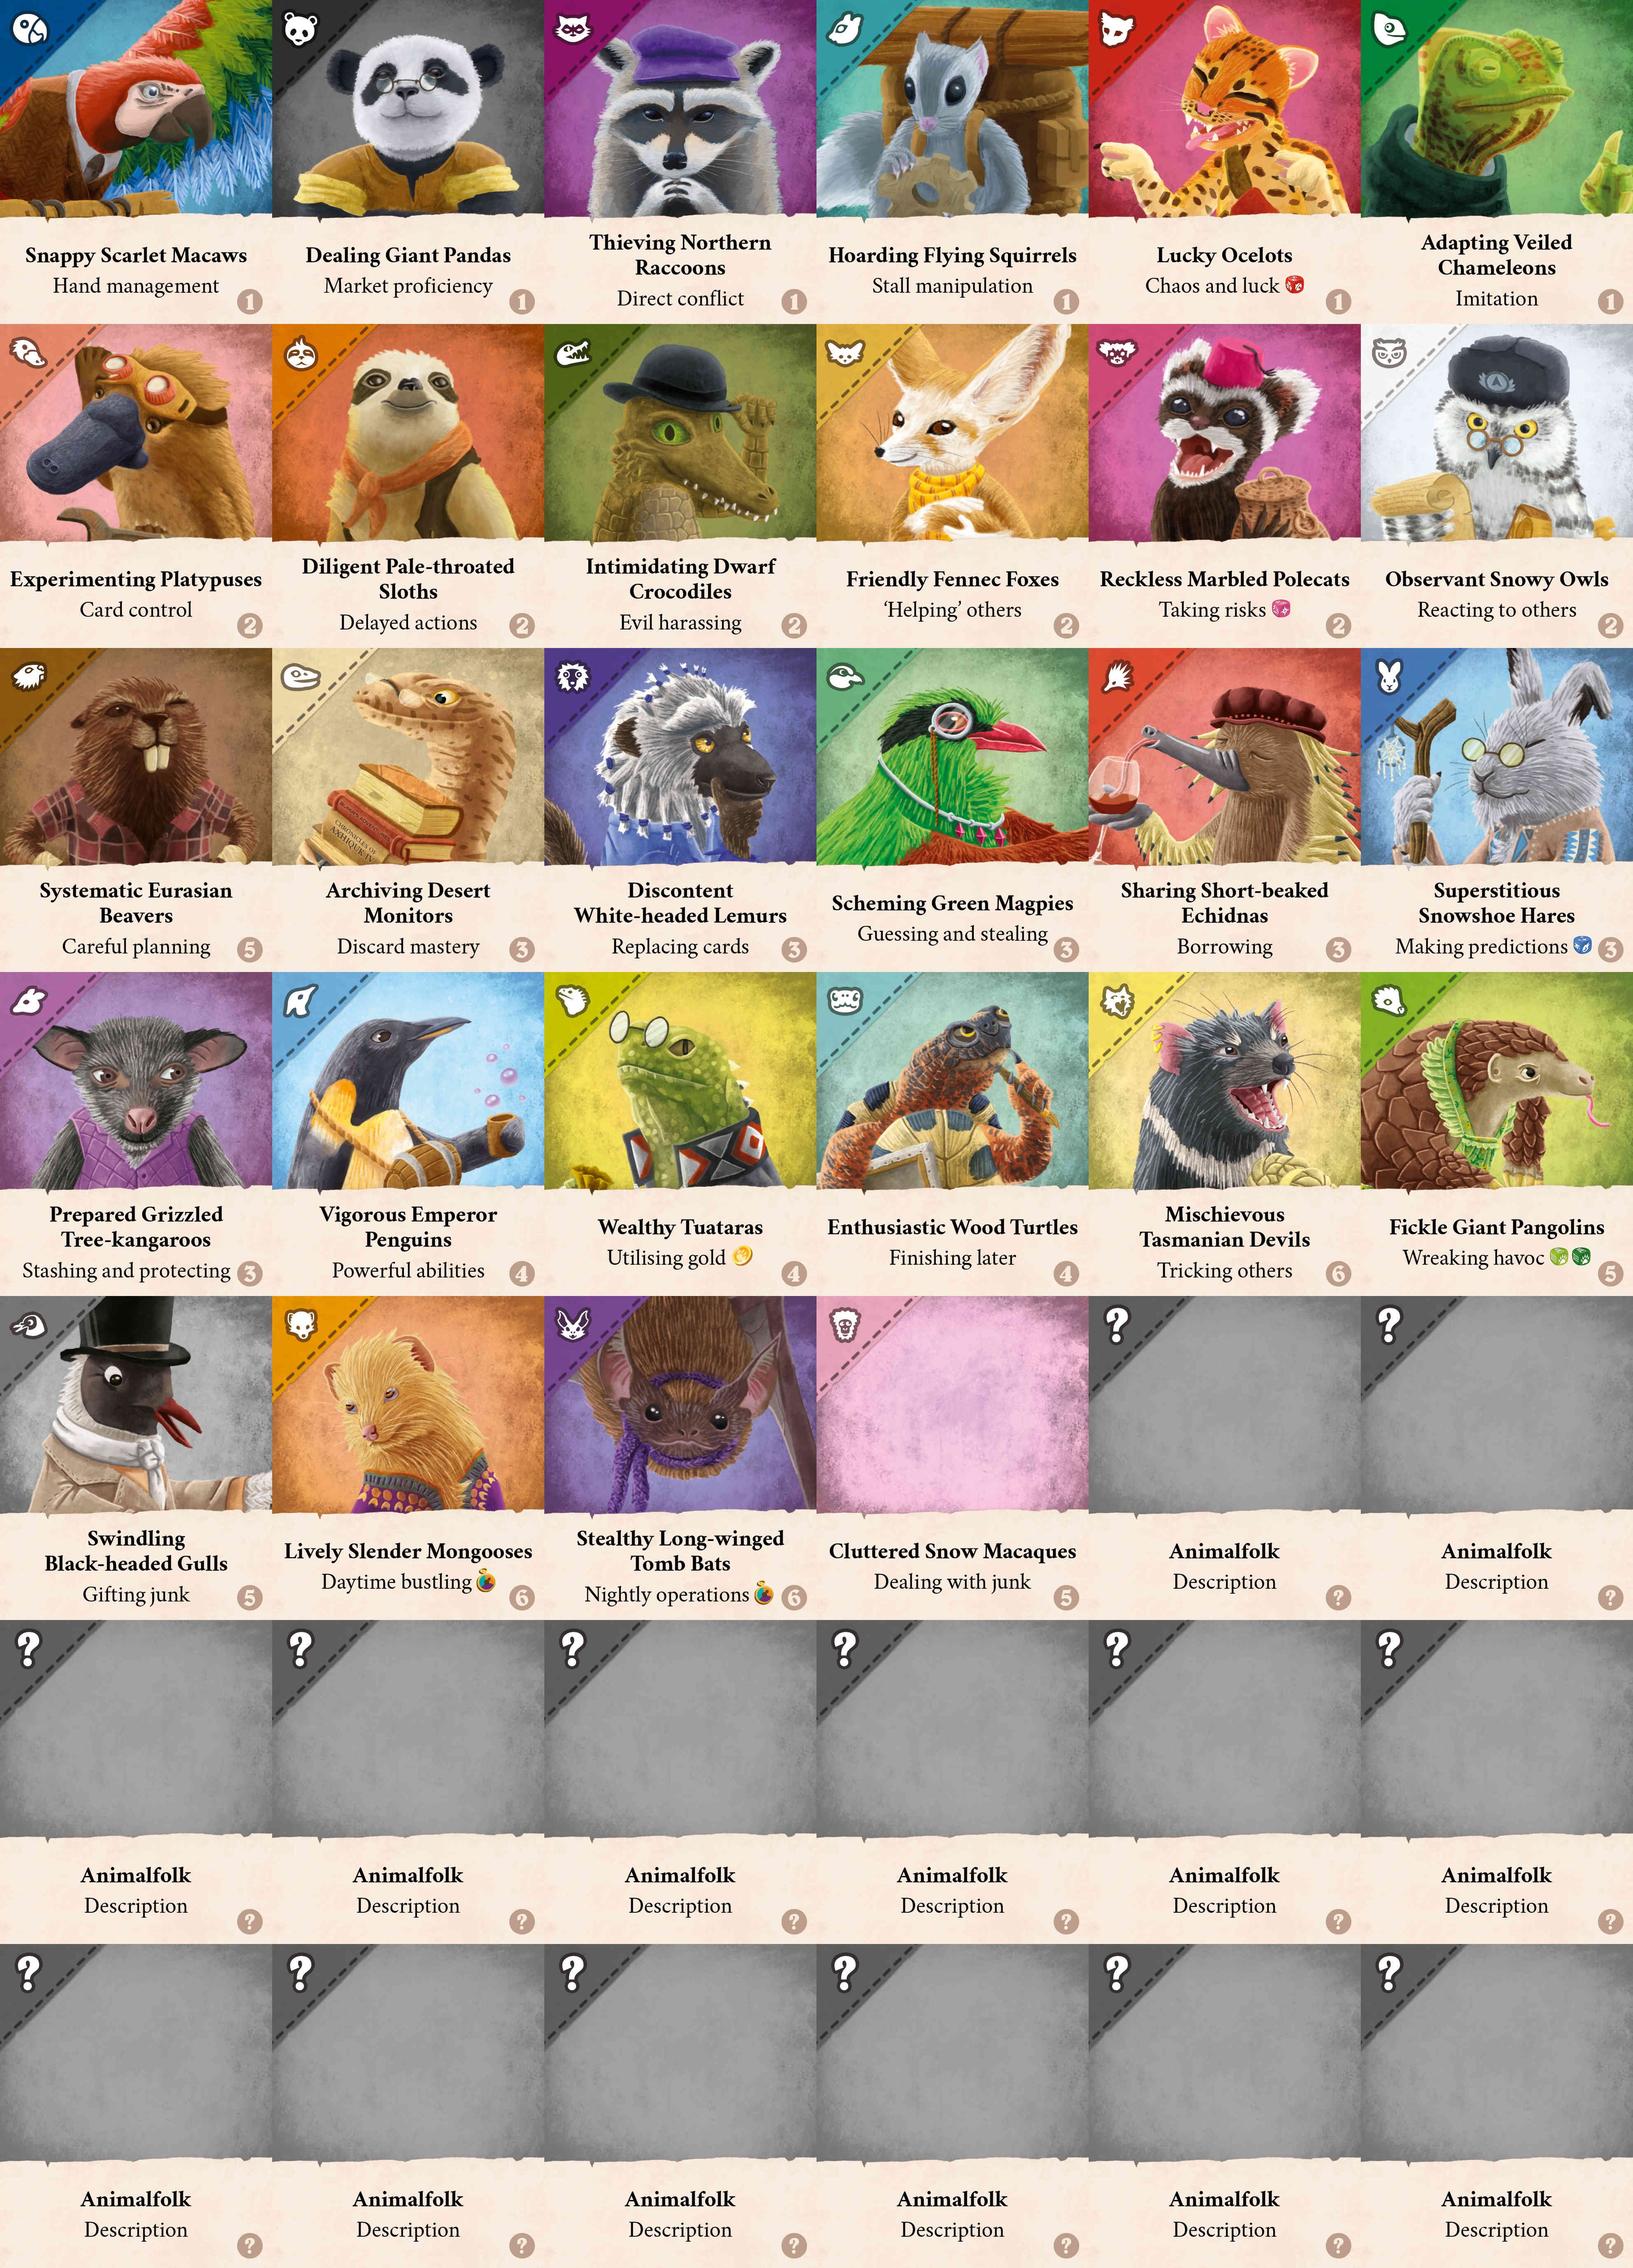 Snappy Scarlet Macaws
Hand management
1
Dealing Giant Pandas
Market proficiency
1
Thieving Northern
Raccoons
Direct conflict
1
Hoarding Flying Squirrels
Stall manipulation
1
Lucky Ocelots
Chaos and luck
1
Adapting Veiled
Chameleons
Imitation
1
Experimenting Platypuses
Card control
2
Diligent Pale-throated
Sloths
Delayed actions
2
Intimidating Dwarf
Crocodiles
Evil harassing
2
Friendly Fennec Foxes
‘Helping’ others
2
Reckless Marbled Polecats
Taking risks
2
A
Observant Snowy Owls
Reacting to others
2
Systematic Eurasian
Beavers
Careful planning
5
CHRONICLES OF
AXHIQUK IV
Archiving Desert
Monitors
Discard mastery
3
Discontent
White-headed Lemurs
Replacing cards
3
Scheming Green Magpies
Guessing and stealing
3
Sharing Short-beaked
Echidnas
Borrowing
3
Superstitious
Snowshoe Hares
Making predictions
3
Prepared Grizzled
Tree-kangaroos
Stashing and protecting
3
Vigorous Emperor
Penguins
Powerful abilities
4
Wealthy Tuataras
Utilising gold
4
Enthusiastic Wood Turtles
Finishing later
4
Mischievous
Tasmanian Devils
Tricking others
6
Fickle Giant Pangolins
Wreaking havoc
5
Swindling
Black-headed Gulls
Gifting junk
5
Lively Slender Mongooses
Daytime bustling
6
Stealthy Long-winged
Tomb Bats
Nightly operations
6
Cluttered Snow Macaques
Dealing with junk
5
?
Animalfolk
Description
?
?
Animalfolk
Description
?
?
Animalfolk
Description
?
?
Animalfolk
Description
?
?
Animalfolk
Description
?
?
Animalfolk
Description
?
?
Animalfolk
Description
?
?
Animalfolk
Description
?
?
Animalfolk
Description
?
?
Animalfolk
Description
?
?
Animalfolk
Description
?
?
Animalfolk
Description
?
?
Animalfolk
Description
?
?
Animalfolk
Description
?